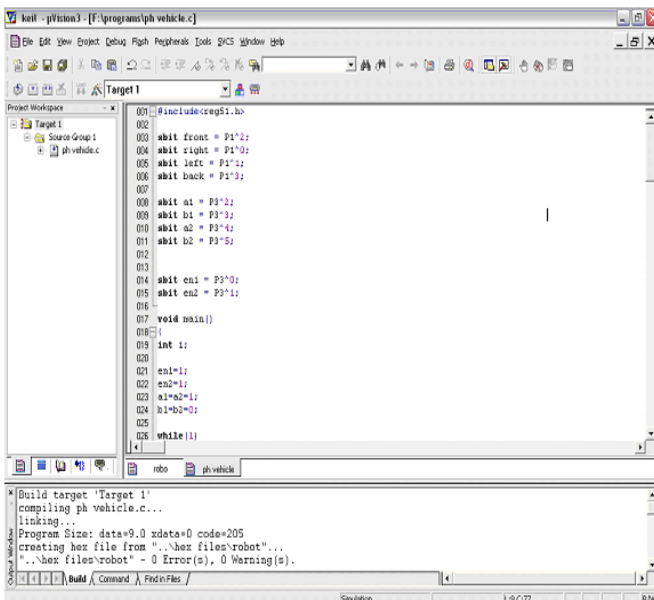 keil - µVision3 - [F:\programs\ph vehicle.c]
File Edit View Project Debug Flash Peripherals Tools SVCS Window Help
Target 1
Project Workspace
Target 1
Source Group 1
ph vehicle.c
001 #include<reg51.h>
002
003 sbit front = P1^2;
004 sbit right = P1^0;
005 sbit left = P1^1;
006 sbit back = P1^3;
007
008 sbit a1 = P3^2;
009 sbit b1 = P3^3;
010 sbit a2 = P3^4;
011 sbit b2 = P3^5;
012
013
014 sbit en1 = P3^0;
015 sbit en2 = P3^1;
016
017 void main()
018 {
019 int i;
020
021 en1=1;
022 en2=1;
023 a1=a2=1;
024 b1=b2=0;
025
026 while(1)
robo ph vehicle
Build target 'Target 1'
compiling ph vehicle.c...
linking...
Program Size: data=9.0 xdata=0 code=205
creating hex file from "..\hex files\robot"...
"..\hex files\robot" - 0 Error(s), 0 Warning(s).
Output Window
Build Command Find in Files
Simulation L:9 C:77 R/W